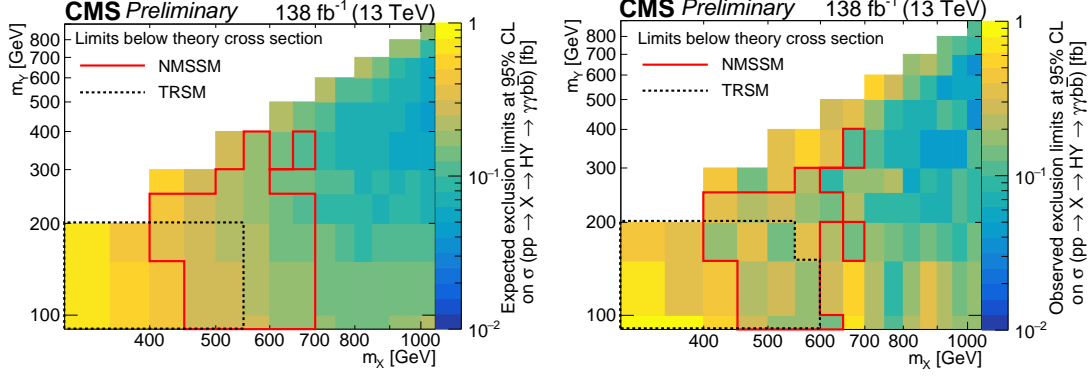 CMS Preliminary 138 fb⁻¹ (13 TeV)
Limits below theory cross section
NMSSM
TRSM
m_Y [GeV]
800
700
600
500
400
300
200
100
400 500 600 700 1000
m_X [GeV]
1
10⁻¹
10⁻²
Expected exclusion limits at 95% CL
on σ (pp → X → HY → γγbb̄) [fb]
CMS Preliminary 138 fb⁻¹ (13 TeV)
Limits below theory cross section
NMSSM
TRSM
m_Y [GeV]
800
700
600
500
400
300
200
100
400 500 600 700 1000
m_X [GeV]
1
10⁻¹
10⁻²
Observed exclusion limits at 95% CL
on σ (pp → X → HY → γγbb̄) [fb]